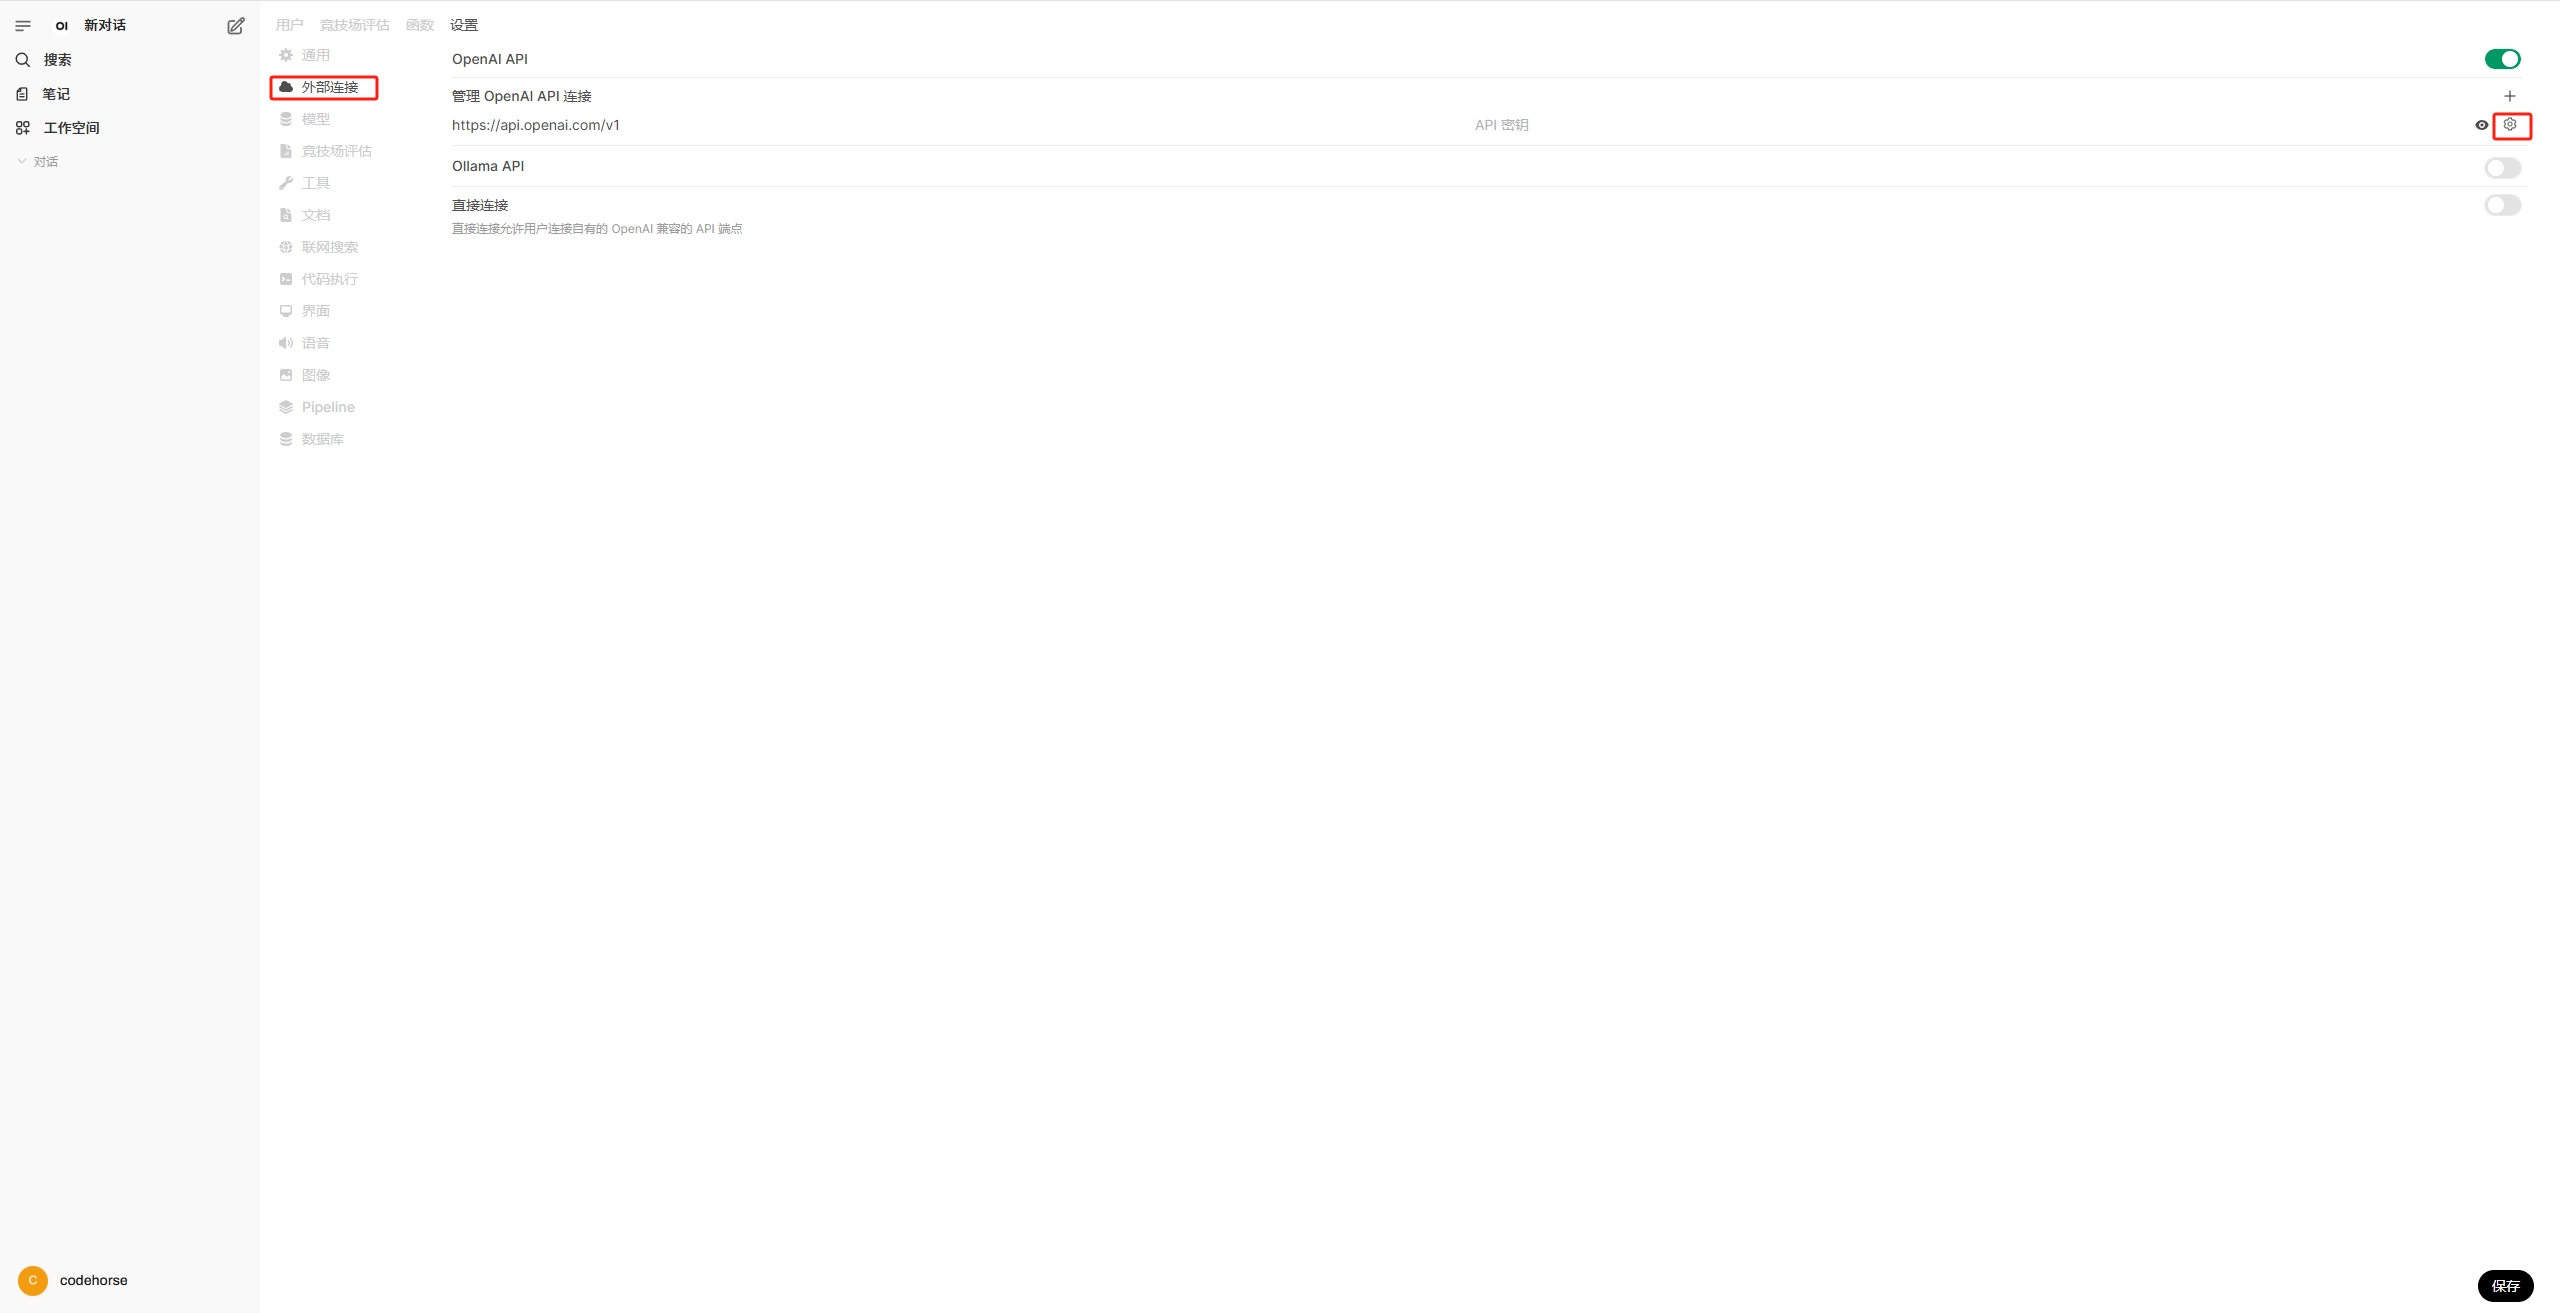 OI 新对话
搜索
笔记
工作空间
对话
用户 竞技场评估 函数 设置
通用
外部连接
模型
竞技场评估
工具
文档
联网搜索
代码执行
界面
语音
图像
Pipeline
数据库
OpenAI API
管理 OpenAI API 连接
https://api.openai.com/v1 API 密钥
Ollama API
直接连接
直接连接允许用户连接自有的 OpenAI 兼容的 API 端点
C codehorse
保存